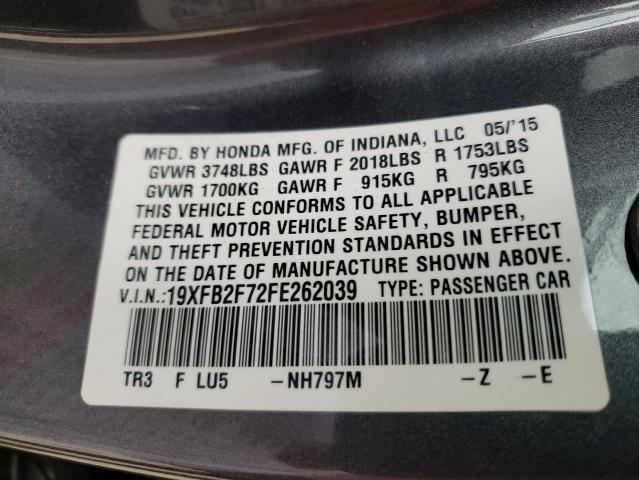 MFD. BY HONDA MFG. OF INDIANA, LLC 05/'15
GVWR 3748LBS GAWR F 2018LBS R 1753LBS
GVWR 1700KG GAWR F 915KG R 795KG
THIS VEHICLE CONFORMS TO ALL APPLICABLE
FEDERAL MOTOR VEHICLE SAFETY, BUMPER,
AND THEFT PREVENTION STANDARDS IN EFFECT
ON THE DATE OF MANUFACTURE SHOWN ABOVE.
V.I.N.:19XFB2F72FE262039 TYPE: PASSENGER CAR
TR3 F LU5 -NH797M -Z -E